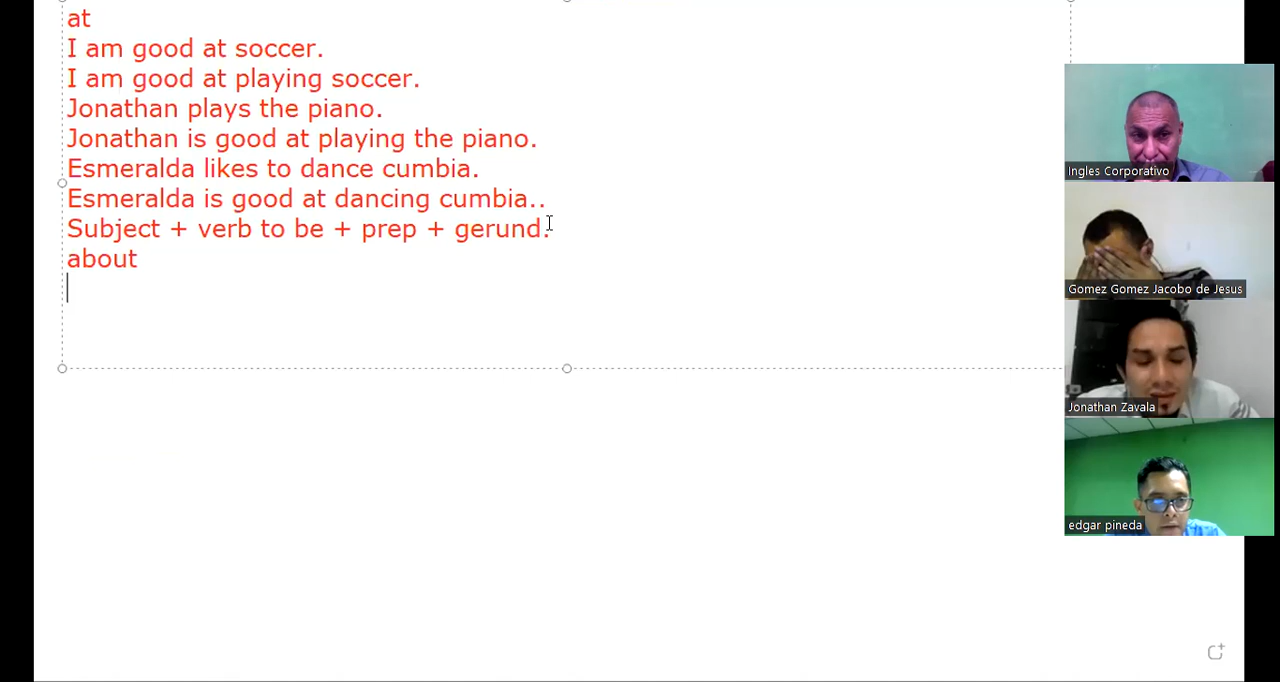 at
I am good at soccer.
I am good at playing soccer.
Jonathan plays the piano.
Jonathan is good at playing the piano.
Esmeralda likes to dance cumbia.
Esmeralda is good at dancing cumbia..
Subject + verb to be + prep + gerund.
about
Ingles Corporativo
Gomez Gomez Jacobo de Jesus
Jonathan Zavala
edgar pineda